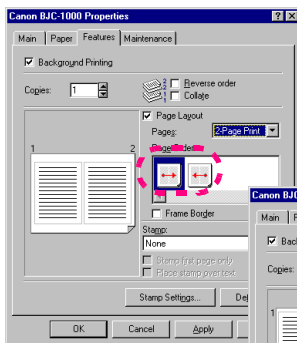 Canon BJC-1000 Properties
Main Paper Features Maintenance
Background Printing
Copies: 1
Reverse order
Collate
Page Layout
Pages: 2-Page Print
Page Order:
1 2
Frame Border
Stamp:
None
Stamp first page only
Place stamp over text
Stamp Settings... De
OK Cancel Apply
Canon BJC
Main
Bac
Copies:
1